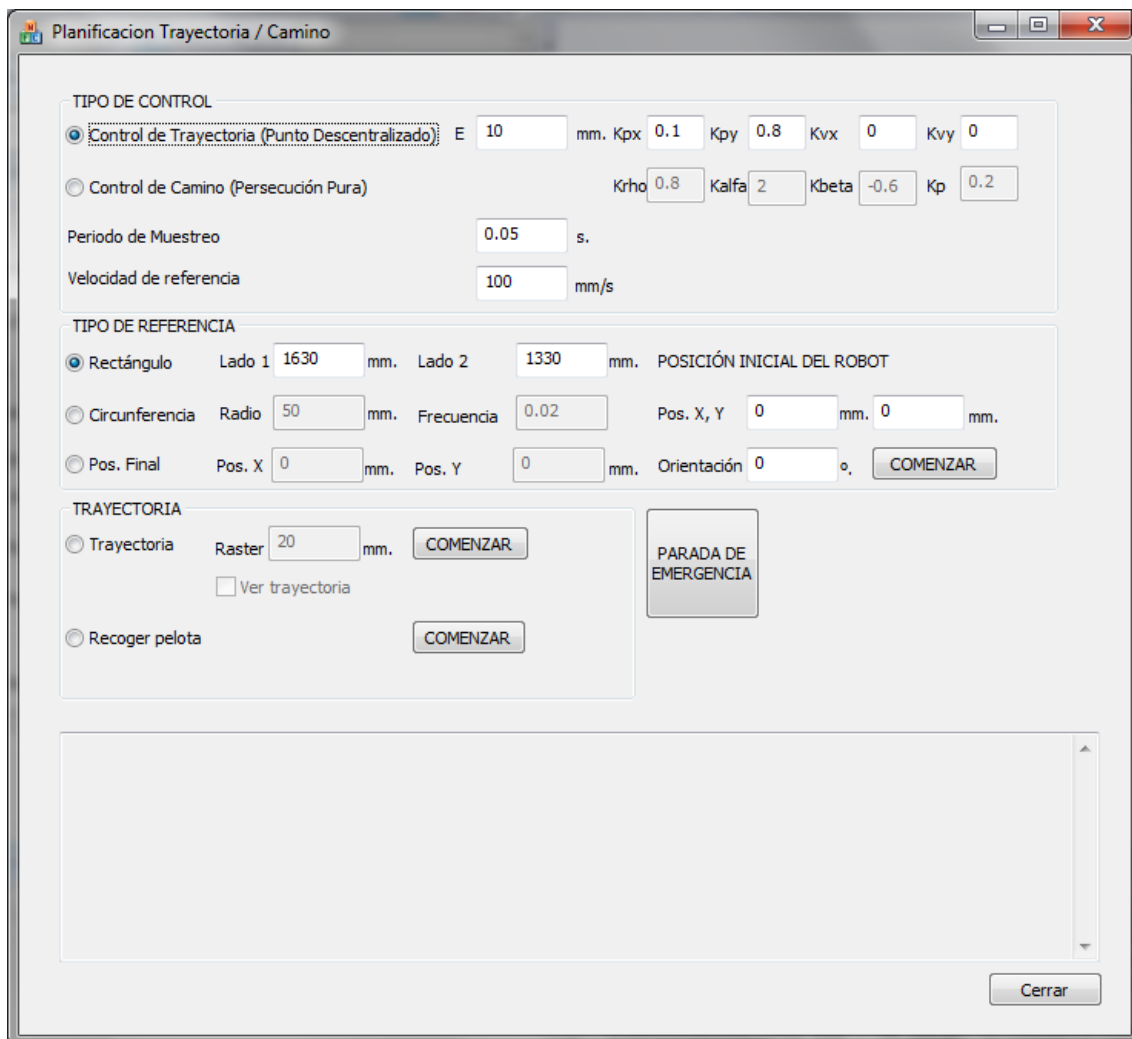 Planificacion Trayectoria / Camino
TIPO DE CONTROL
Control de Trayectoria (Punto Descentralizado) E 10 mm. Kpx 0.1 Kpy 0.8 Kvx 0 Kvy 0
Control de Camino (Persecución Pura) Krho 0.8 Kalfa 2 Kbeta -0.6 Kp 0.2
Periodo de Muestreo 0.05 s.
Velocidad de referencia 100 mm/s
TIPO DE REFERENCIA
Rectángulo Lado 1 1630 mm. Lado 2 1330 mm. POSICIÓN INICIAL DEL ROBOT
Circunferencia Radio 50 mm. Frecuencia 0.02 Pos. X, Y 0 mm. 0 mm.
Pos. Final Pos. X 0 mm. Pos. Y 0 mm. Orientación 0 º. COMENZAR
TRAYECTORIA
Trayectoria Raster 20 mm. COMENZAR
Ver trayectoria
PARADA DE
EMERGENCIA
Recoger pelota COMENZAR
Cerrar